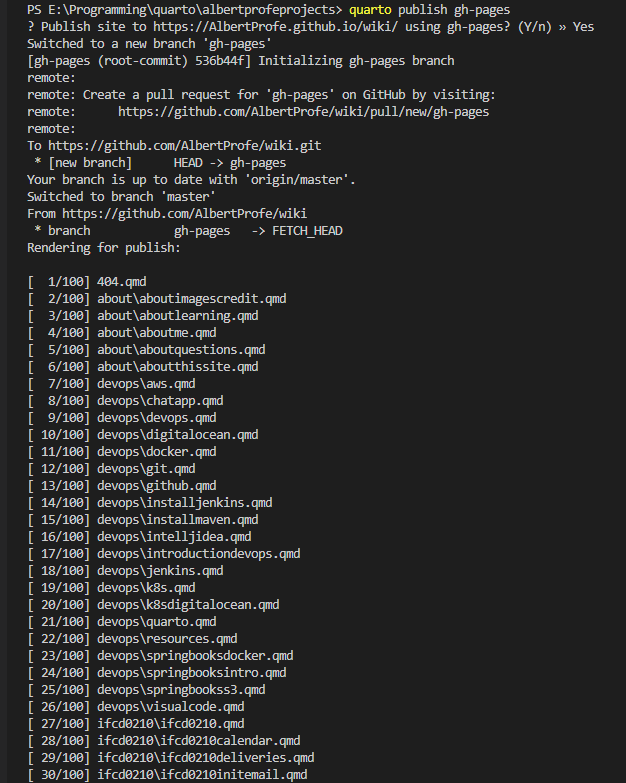 PS E:\Programming\quarto\albertprofeprojects> quarto publish gh-pages
? Publish site to https://AlbertProfe.github.io/wiki/ using gh-pages? (Y/n) » Yes
Switched to a new branch 'gh-pages'
[gh-pages (root-commit) 536b44f] Initializing gh-pages branch
remote:
remote: Create a pull request for 'gh-pages' on GitHub by visiting:
remote:      https://github.com/AlbertProfe/wiki/pull/new/gh-pages
remote:
To https://github.com/AlbertProfe/wiki.git
 * [new branch]      HEAD -> gh-pages
Your branch is up to date with 'origin/master'.
Switched to branch 'master'
From https://github.com/AlbertProfe/wiki
 * branch            gh-pages   -> FETCH_HEAD
Rendering for publish:

[  1/100] 404.qmd
[  2/100] about\aboutimagescredit.qmd
[  3/100] about\aboutlearning.qmd
[  4/100] about\aboutme.qmd
[  5/100] about\aboutquestions.qmd
[  6/100] about\aboutthissite.qmd
[  7/100] devops\aws.qmd
[  8/100] devops\chatapp.qmd
[  9/100] devops\devops.qmd
[ 10/100] devops\digitalocean.qmd
[ 11/100] devops\docker.qmd
[ 12/100] devops\git.qmd
[ 13/100] devops\github.qmd
[ 14/100] devops\installjenkins.qmd
[ 15/100] devops\installmaven.qmd
[ 16/100] devops\intelljidea.qmd
[ 17/100] devops\introductiondevops.qmd
[ 18/100] devops\jenkins.qmd
[ 19/100] devops\k8s.qmd
[ 20/100] devops\k8sdigitalocean.qmd
[ 21/100] devops\quarto.qmd
[ 22/100] devops\resources.qmd
[ 23/100] devops\springbooksdocker.qmd
[ 24/100] devops\springbooksintro.qmd
[ 25/100] devops\springbookss3.qmd
[ 26/100] devops\visualcode.qmd
[ 27/100] ifcd0210\ifcd0210.qmd
[ 28/100] ifcd0210\ifcd0210calendar.qmd
[ 29/100] ifcd0210\ifcd0210deliveries.qmd
[ 30/100] ifcd0210\ifcd0210initemail.qmd